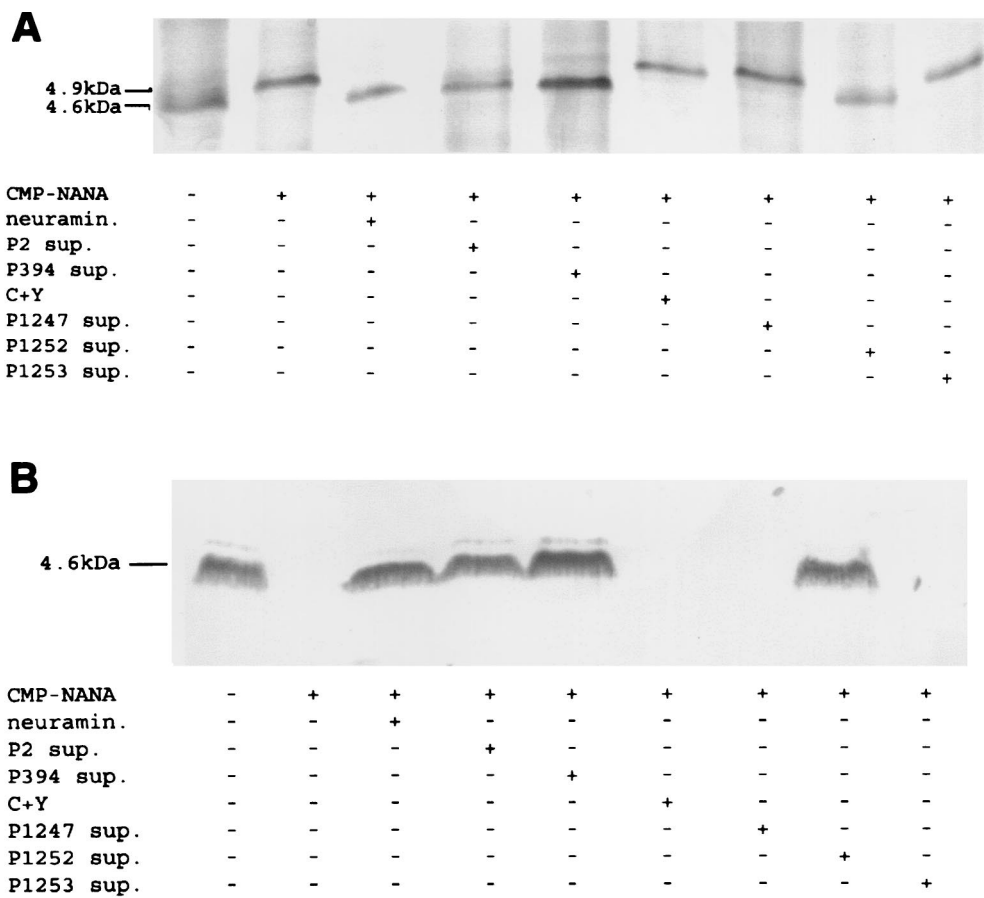 A
4.9kDa
4.6kDa
CMP-NANA - + + + + + + + +
neuramin. - - + - - - - - -
P2 sup. - - - + - - - - -
P394 sup. - - - - + - - - -
C+Y - - - - - + - - -
P1247 sup. - - - - - - + - -
P1252 sup. - - - - - - - + -
P1253 sup. - - - - - - - - +
B
4.6kDa
CMP-NANA - + + + + + + + +
neuramin. - - + - - - - - -
P2 sup. - - - + - - - - -
P394 sup. - - - - + - - - -
C+Y - - - - - + - - -
P1247 sup. - - - - - - + - -
P1252 sup. - - - - - - - + -
P1253 sup. - - - - - - - - +